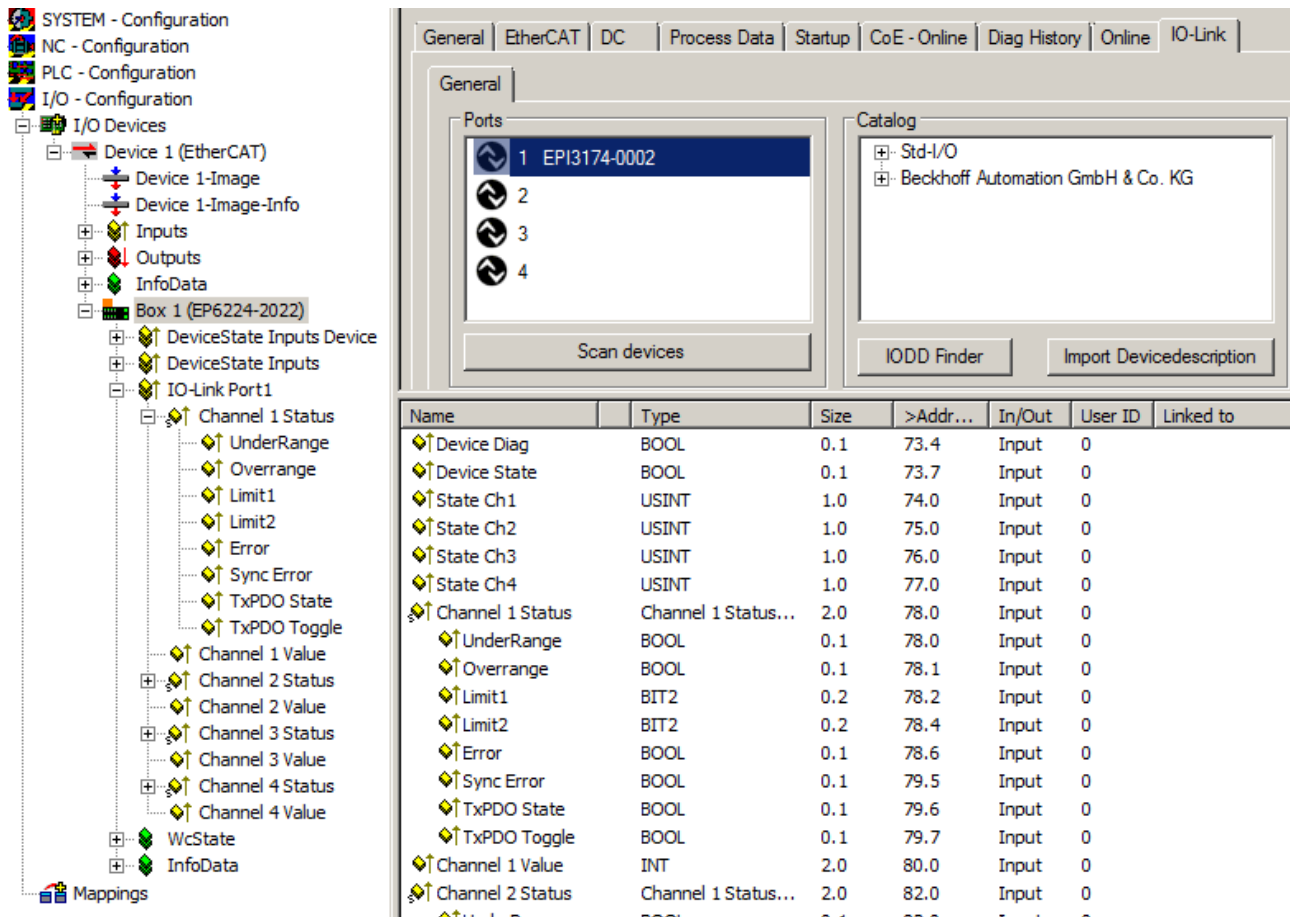 SYSTEM - Configuration
NC - Configuration
PLC - Configuration
I/O - Configuration
I/O Devices
Device 1 (EtherCAT)
Device 1-Image
Device 1-Image-Info
Inputs
Outputs
InfoData
Box 1 (EP6224-2022)
DeviceState Inputs Device
DeviceState Inputs
IO-Link Port1
Channel 1 Status
UnderRange
Overrange
Limit1
Limit2
Error
Sync Error
TxPDO State
TxPDO Toggle
Channel 1 Value
Channel 2 Status
Channel 2 Value
Channel 3 Status
Channel 3 Value
Channel 4 Status
Channel 4 Value
WcState
InfoData
Mappings
General EtherCAT DC Process Data Startup CoE - Online Diag History Online IO-Link
General
Ports
1 EPI3174-0002
2
3
4
Scan devices
Catalog
Std-I/O
Beckhoff Automation GmbH & Co. KG
IODD Finder Import Devicedescription
Name Type Size >Addr... In/Out User ID Linked to
Device Diag BOOL 0.1 73.4 Input 0
Device State BOOL 0.1 73.7 Input 0
State Ch1 USINT 1.0 74.0 Input 0
State Ch2 USINT 1.0 75.0 Input 0
State Ch3 USINT 1.0 76.0 Input 0
State Ch4 USINT 1.0 77.0 Input 0
Channel 1 Status Channel 1 Status... 2.0 78.0 Input 0
UnderRange BOOL 0.1 78.0 Input 0
Overrange BOOL 0.1 78.1 Input 0
Limit1 BIT2 0.2 78.2 Input 0
Limit2 BIT2 0.2 78.4 Input 0
Error BOOL 0.1 78.6 Input 0
Sync Error BOOL 0.1 79.5 Input 0
TxPDO State BOOL 0.1 79.6 Input 0
TxPDO Toggle BOOL 0.1 79.7 Input 0
Channel 1 Value INT 2.0 80.0 Input 0
Channel 2 Status Channel 1 Status... 2.0 82.0 Input 0